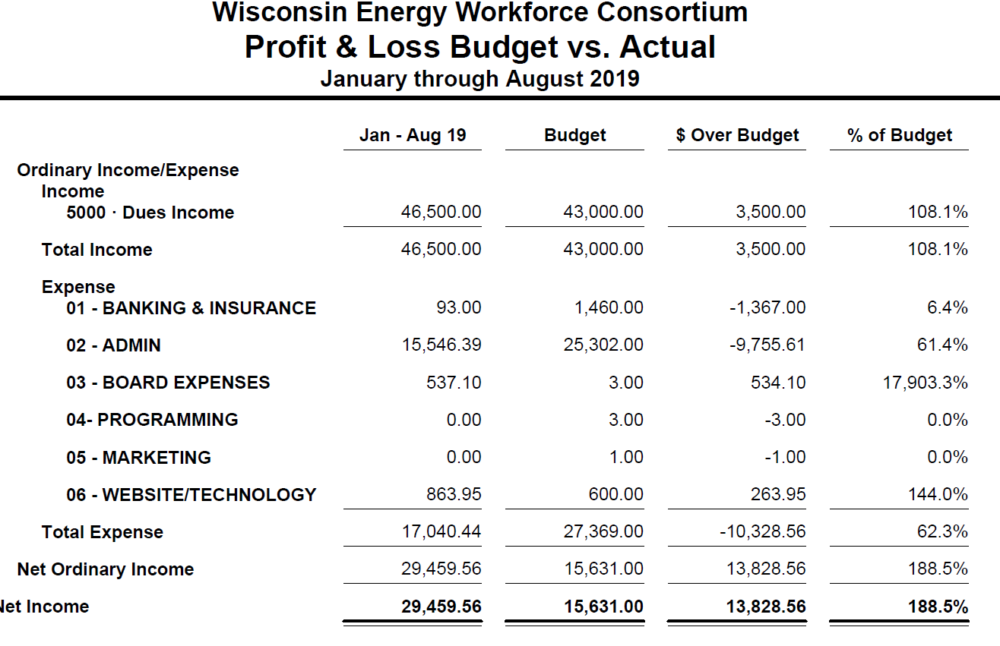 Wisconsin Energy Workforce Consortium
Profit & Loss Budget vs. Actual
January through August 2019
Jan - Aug 19 Budget $ Over Budget % of Budget
Ordinary Income/Expense
Income
5000 · Dues Income 46,500.00 43,000.00 3,500.00 108.1%
Total Income 46,500.00 43,000.00 3,500.00 108.1%
Expense
01 - BANKING & INSURANCE 93.00 1,460.00 -1,367.00 6.4%
02 - ADMIN 15,546.39 25,302.00 -9,755.61 61.4%
03 - BOARD EXPENSES 537.10 3.00 534.10 17,903.3%
04- PROGRAMMING 0.00 3.00 -3.00 0.0%
05 - MARKETING 0.00 1.00 -1.00 0.0%
06 - WEBSITE/TECHNOLOGY 863.95 600.00 263.95 144.0%
Total Expense 17,040.44 27,369.00 -10,328.56 62.3%
Net Ordinary Income 29,459.56 15,631.00 13,828.56 188.5%
Net Income 29,459.56 15,631.00 13,828.56 188.5%